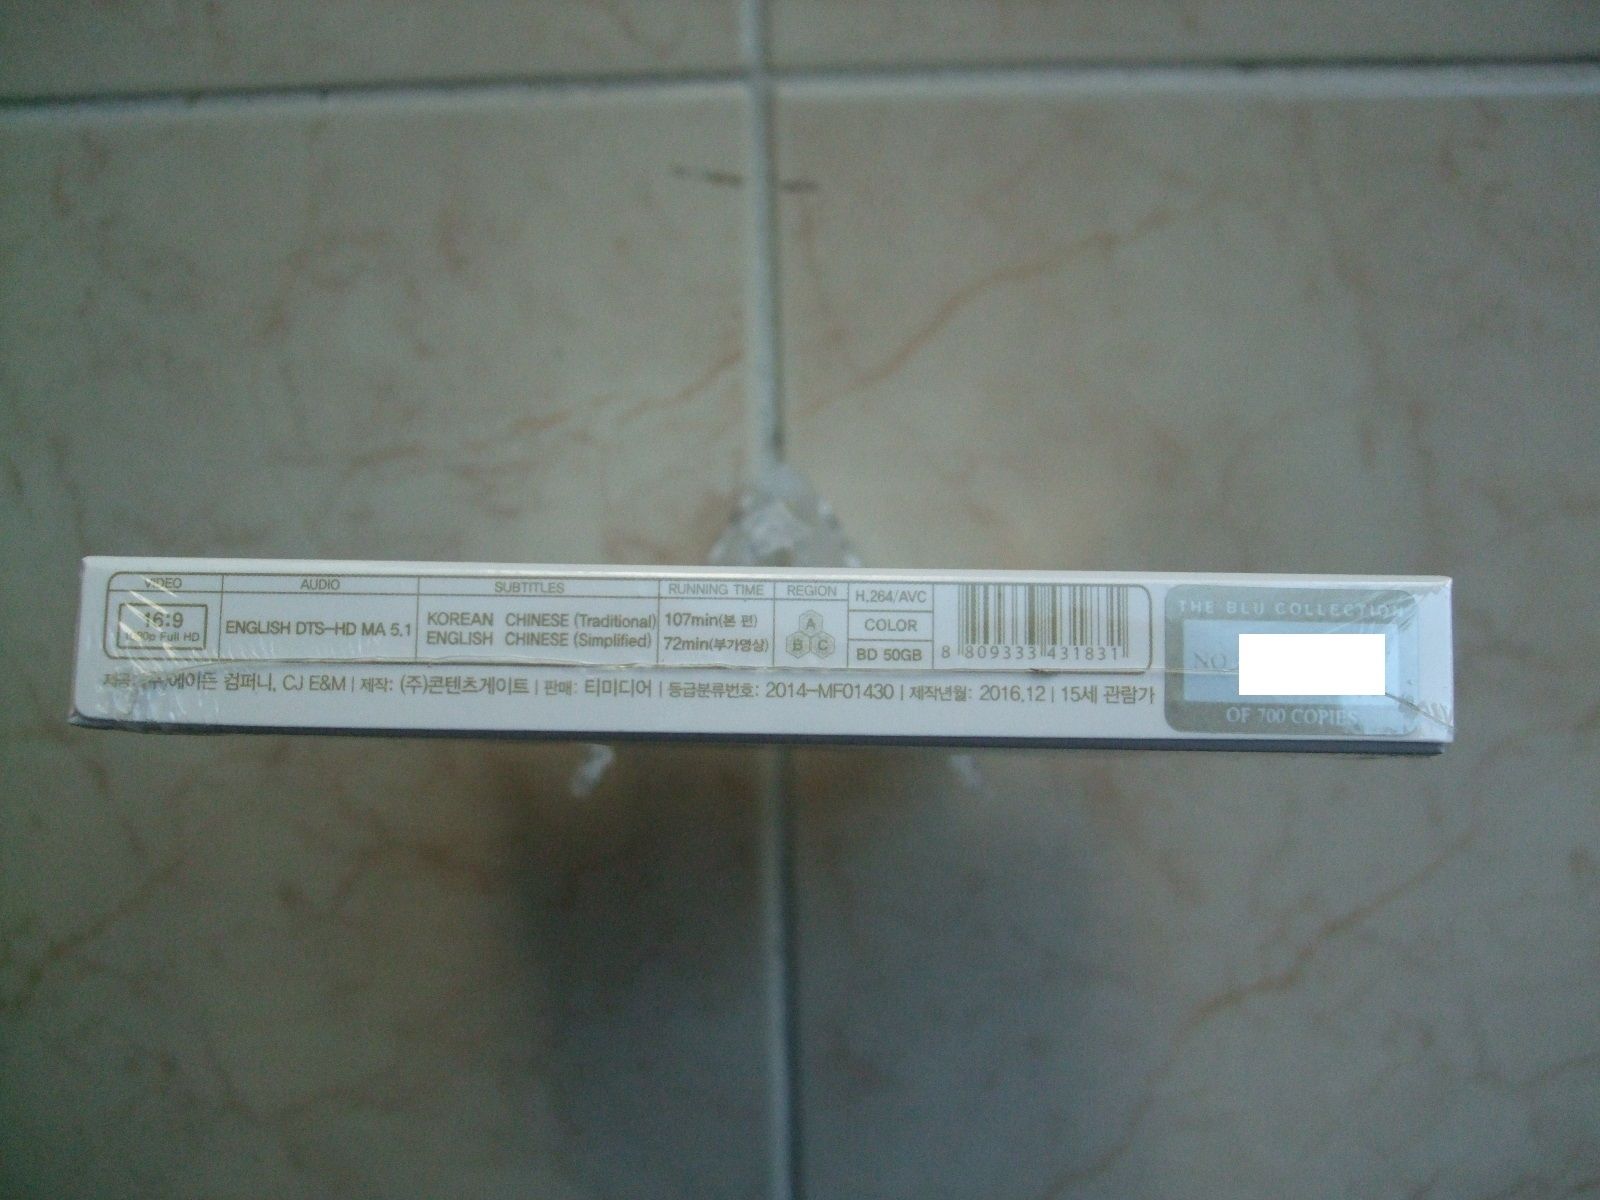 VIDEO
16:9
1080p Full HD
AUDIO
ENGLISH DTS-HD MA 5.1
SUBTITLES
KOREAN CHINESE (Traditional)
ENGLISH CHINESE (Simplified)
RUNNING TIME
107min(본 편)
72min(부가영상)
REGION
A
B C
H.264/AVC
COLOR
BD 50GB
8 809333 431831
제공: 에이든 컴퍼니, CJ E&M | 제작: (주)콘텐츠게이트 | 판매: 티미디어 | 등급분류번호: 2014-MF01430 | 제작년월: 2016.12 | 15세 관람가
THE BLU COLLECTION
NO.
OF 700 COPIES